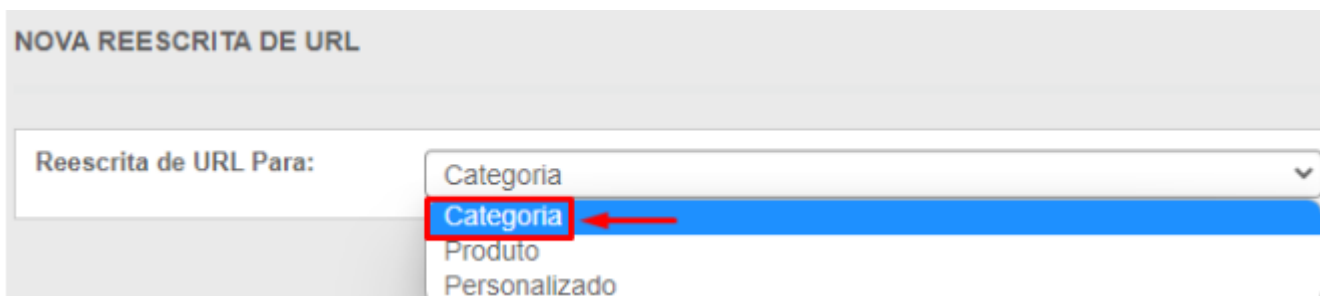 NOVA REESCRITA DE URL
Reescrita de URL Para:
Categoria
Categoria
Produto
Personalizado